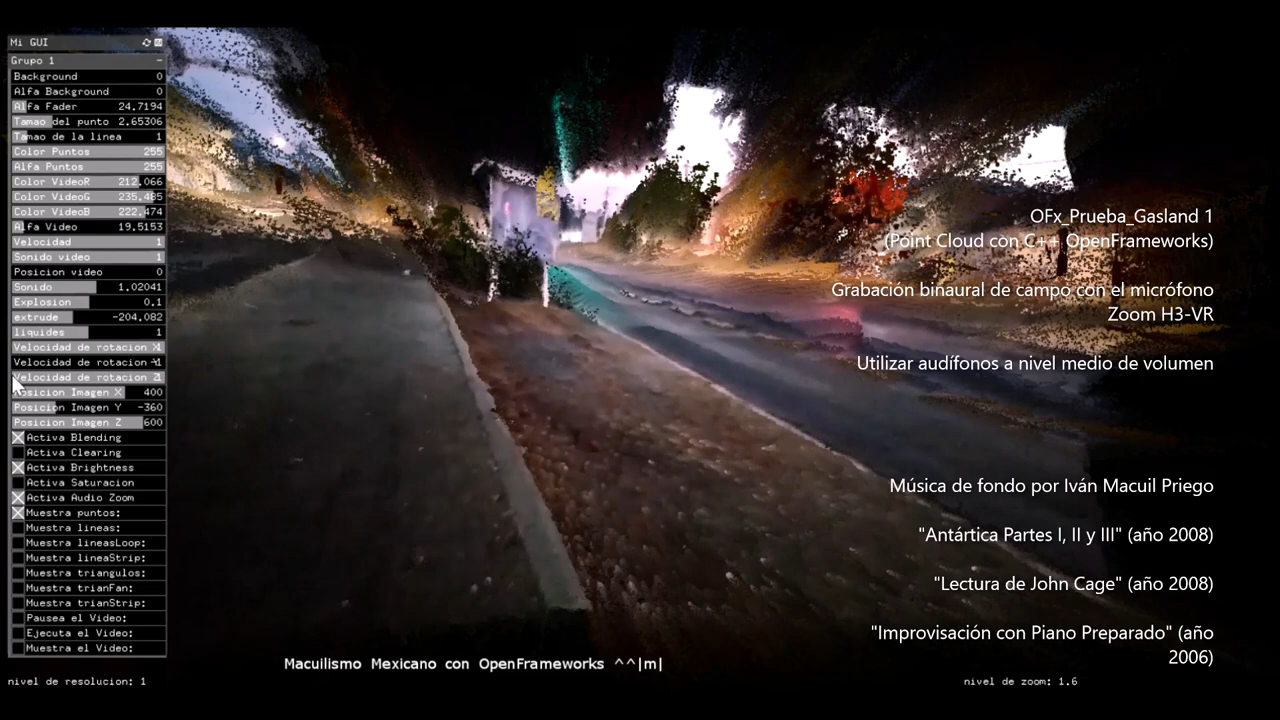 Mi GUI
Grupo 1 -
Background 0
Alfa Background 0
Alfa Fader 24.7194
Tamao del punto 2.65306
Tamao de la linea 1
Color Puntos 255
Alfa Puntos 255
Color VideoR 212.066
Color VideoG 235.485
Color VideoB 222.474
Alfa Video 19.5153
Velocidad 1
Sonido video 1
Posicion video 0
Sonido 1.02041
Explosion 0.1
extrude -204.082
liquides 1
Velocidad de rotacion
Velocidad de rotacion
Velocidad de rotacion
Posicion Imagen X 400
Posicion Imagen Y -360
Posicion Imagen Z 600
Activa Blending
Activa Clearing
Activa Brightness
Activa Saturacion
Activa Audio Zoom
Muestra puntos:
Muestra lineas:
Muestra lineasLoop:
Muestra lineaStrip:
Muestra triangulos:
Muestra trianFan:
Muestra trianStrip:
Pausea el Video:
Ejecuta el Video:
Muestra el Video:
nivel de resolucion: 1
OFx_Prueba_Gasland 1
(Point Cloud con C++ OpenFrameworks)
Grabación binaural de campo con el micrófono
Zoom H3-VR
Utilizar audífonos a nivel medio de volumen
Música de fondo por Iván Macuil Priego
"Antártica Partes I, II y III" (año 2008)
"Lectura de John Cage" (año 2008)
"Improvisación con Piano Preparado" (año
2006)
Macuilismo Mexicano con OpenFrameworks ^^|m|
nivel de zoom: 1.6